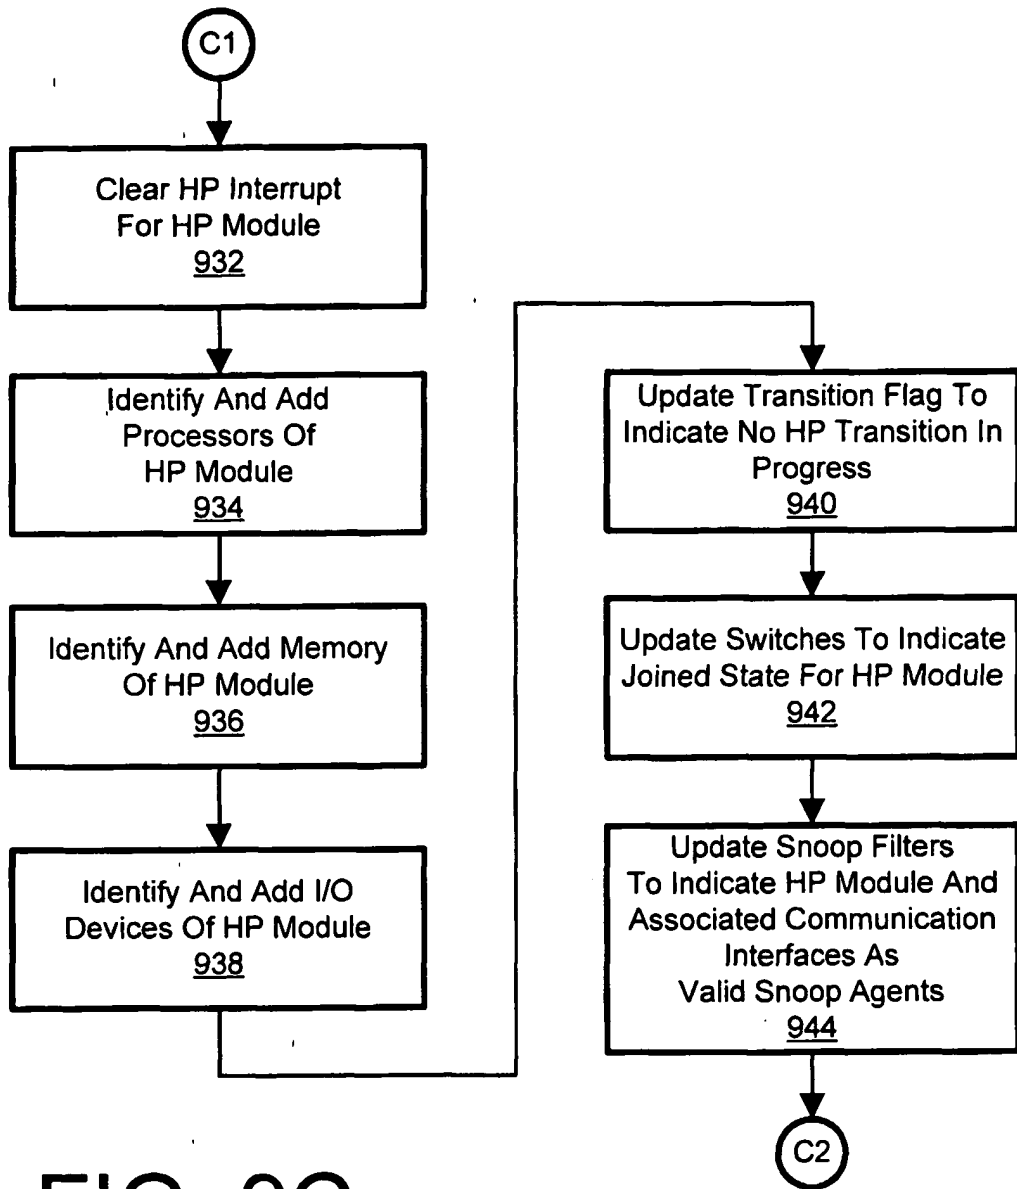 C1
Clear HP Interrupt
For HP Module
932
Identify And Add
Processors Of
HP Module
934
Identify And Add Memory
Of HP Module
936
Identify And Add I/O
Devices Of HP Module
938
Update Transition Flag To
Indicate No HP Transition In
Progress
940
Update Switches To Indicate
Joined State For HP Module
942
Update Snoop Filters
To Indicate HP Module And
Associated Communication
Interfaces As
Valid Snoop Agents
944
C2